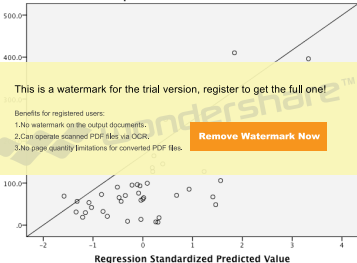 500.0
400.0
This is a watermark for the trial version, register to get the full one!
Benefits for registered users:
1.No watermark on the output documents.
2.Can operate scanned PDF files via OCR.
3.No page quantity limitations for converted PDF files.
Remove Watermark Now
wondershare™
100.0
.0
-2 -1 0 1 2 3 4
Regression Standardized Predicted Value